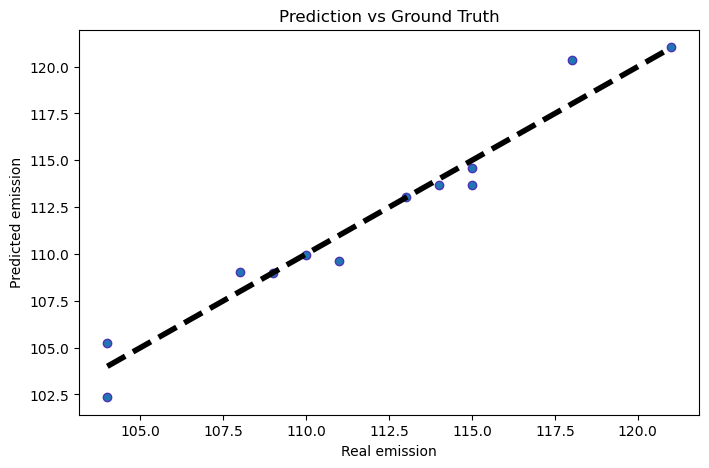 Prediction vs Ground Truth
Predicted emission
120.0
117.5
115.0
112.5
110.0
107.5
105.0
102.5
105.0 107.5 110.0 112.5 115.0 117.5 120.0
Real emission